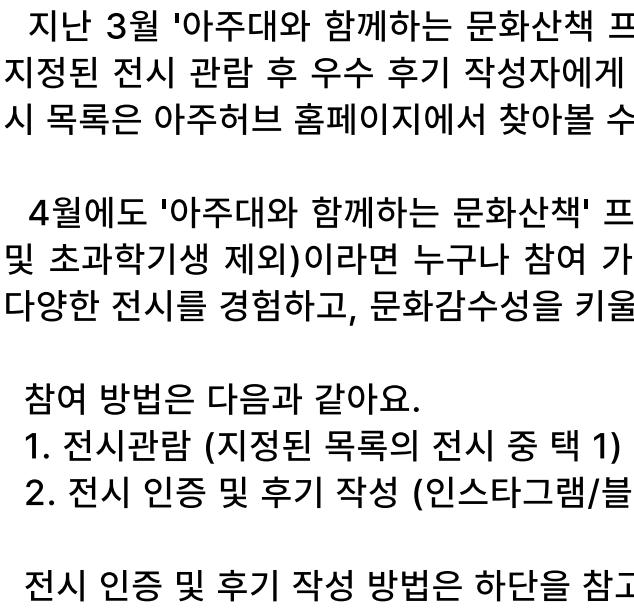 지난 3월 '아주대와 함께하는 문화산책 프
지정된 전시 관람 후 우수 후기 작성자에게
시 목록은 아주허브 홈페이지에서 찾아볼 수
4월에도 '아주대와 함께하는 문화산책' 프
및 초과학기생 제외)이라면 누구나 참여 가
다양한 전시를 경험하고, 문화감수성을 키울
참여 방법은 다음과 같아요.
1. 전시관람 (지정된 목록의 전시 중 택 1)
2. 전시 인증 및 후기 작성 (인스타그램/블
전시 인증 및 후기 작성 방법은 하단을 참고